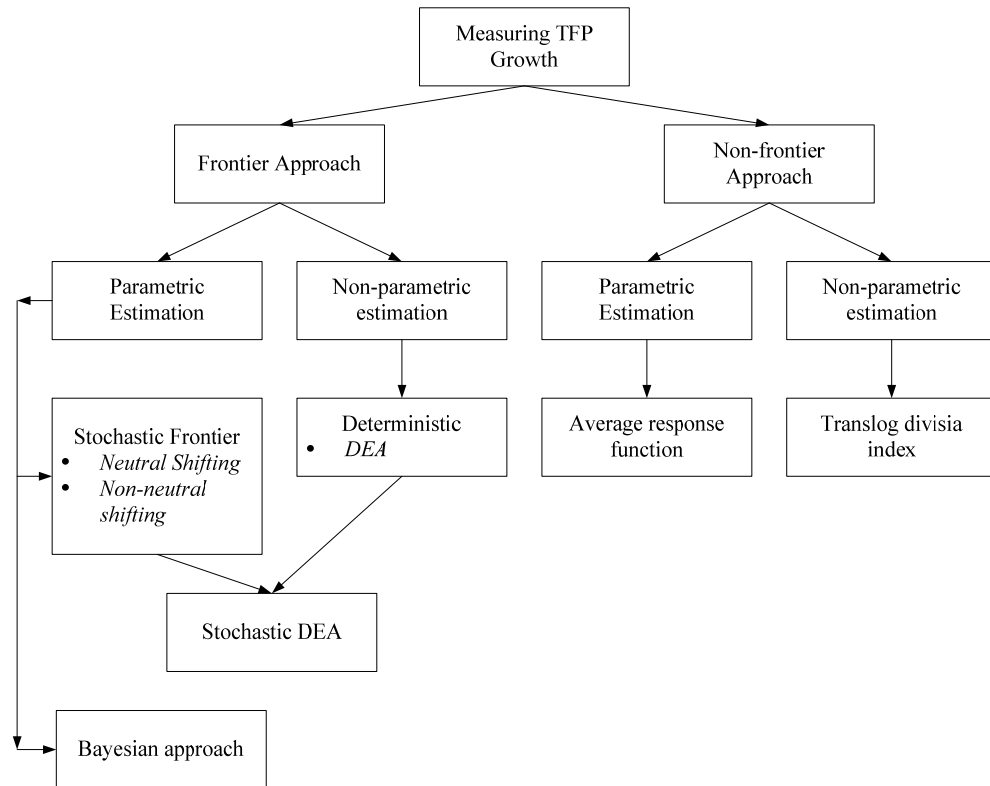 Measuring TFP
Growth
Frontier Approach
Non-frontier
Approach
Parametric
Estimation
Non-parametric
estimation
Parametric
Estimation
Non-parametric
estimation
Stochastic Frontier
• Neutral Shifting
• Non-neutral
shifting
Deterministic
• DEA
Average response
function
Translog divisia
index
Stochastic DEA
Bayesian approach